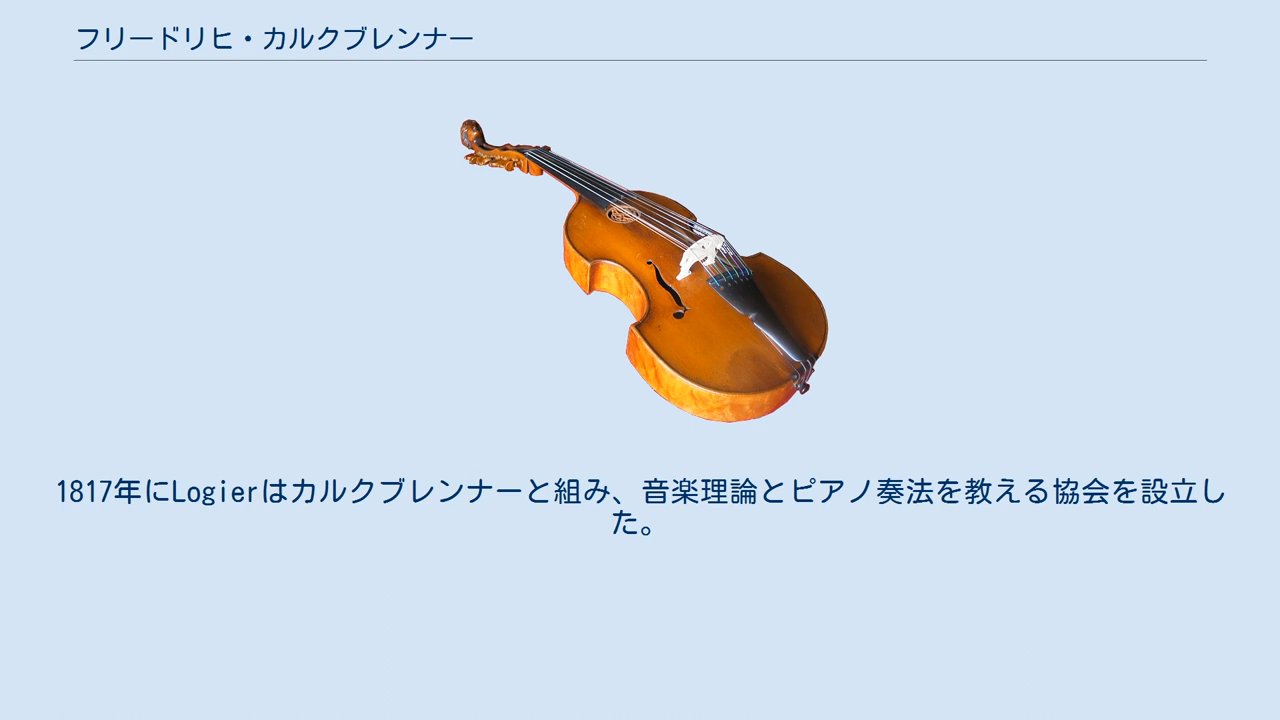 フリードリヒ・カルクブレンナー
1817年にLogierはカルクブレンナーと組み、音楽理論とピアノ奏法を教える協会を設立し
た。